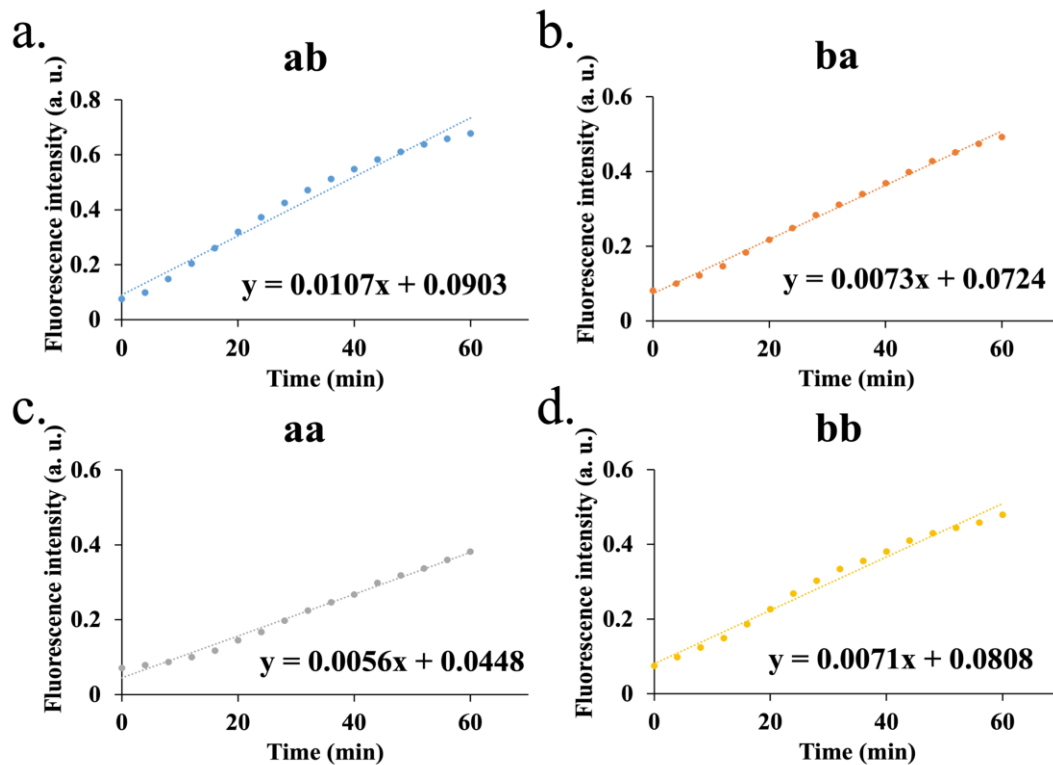 a.
ab
Fluorescence intensity (a. u.)
0.8
0.6
0.4
0.2
0
y = 0.0107x + 0.0903
0 20 40 60
Time (min)
b.
ba
Fluorescence intensity (a. u.)
0.6
0.4
0.2
0
y = 0.0073x + 0.0724
0 20 40 60
Time (min)
c.
aa
Fluorescence intensity (a. u.)
0.6
0.4
0.2
0
y = 0.0056x + 0.0448
0 20 40 60
Time (min)
d.
bb
Fluorescence intensity (a. u.)
0.6
0.4
0.2
0
y = 0.0071x + 0.0808
0 20 40 60
Time (min)